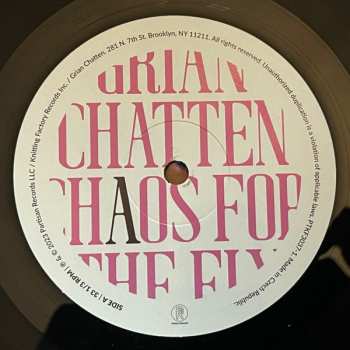 GRIAN
CHATTEN
CHAOS FOR
THE FLY
SIDE A | 33 1/3 RPM | ℗ & © 2023 Partisan Records LLC / Knitting Factory Records Inc / Grian Chatten, 281 N. 7th St. Brooklyn, NY 11211. All rights reserved. Unauthorized duplication is a violation of applicable laws. PTKF3037-1 Made in Czech Republic.